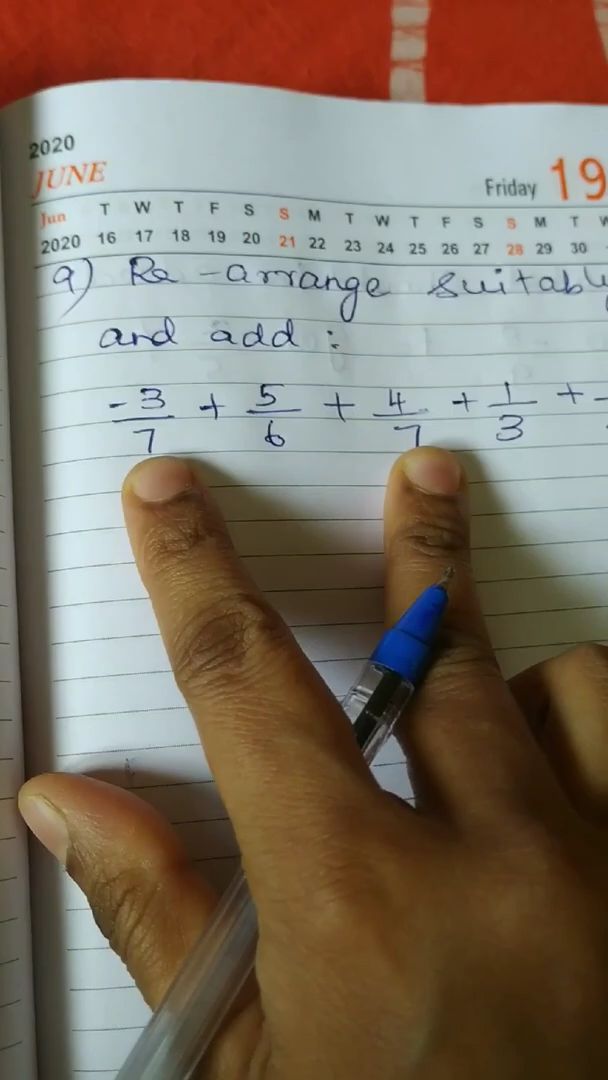 2020
JUNE
Friday 19
Jun T W T F S S M T W T F S S M T W
2020 16 17 18 19 20 21 22 23 24 25 26 27 28 29 30
9) Re-arrange suitably
and add :
-3/7 + 5/6 + 4/7 + 1/3 +